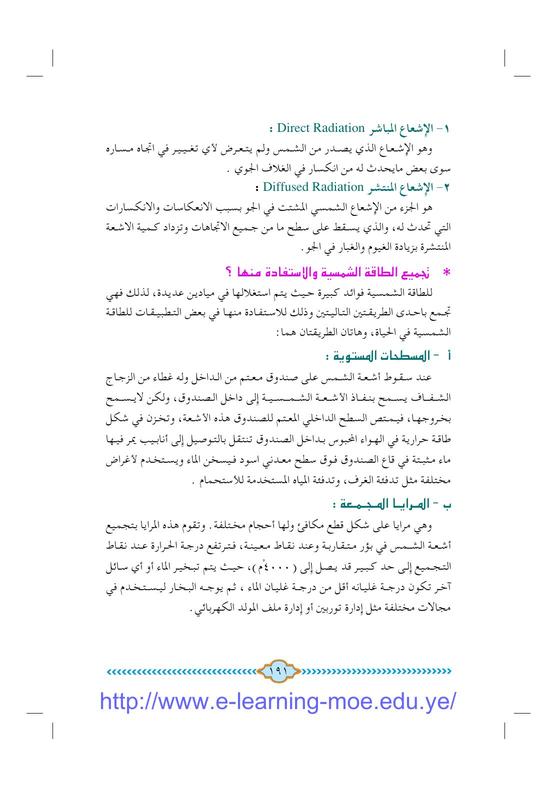 ١- الإشعاع المباشر Direct Radiation :
وهو الإشعاع الذي يصدر من الشمس ولم يتعرض لأي تغيير في اتجاه مساره
سوى بعض مايحدث له من انكسار في الغلاف الجوي .
٢- الإشعاع المنتشر Diffused Radiation :
هو الجزء من الإشعاع الشمسي المشتت في الجو بسبب الانعكاسات والانكسارات
التي تحدث له، والذي يسقط على سطح ما من جميع الاتجاهات وتزداد كمية الاشعة
المنتشرة بزيادة الغيوم والغبار في الجو .
* تجميع الطاقة الشمسية والاستفادة منها ؟
للطاقة الشمسية فوائد كبيرة حيث يتم استغلالها في ميادين عديدة، لذلك فهي
تجمع باحدى الطريقتين التاليتين وذلك للاستفادة منها في بعض التطبيقات للطاقة
الشمسية في الحياة، وهاتان الطريقتان هما :
أ - المسطحات المستوية :
عند سقوط أشعة الشمس على صندوق معتم من الداخل وله غطاء من الزجاج
الشفاف يسمح بنفاذ الاشعة الشمسية إلى داخل الصندوق، ولكن لايسمح
بخروجها، فيمتص السطح الداخلي المعتم للصندوق هذه الاشعة، وتخزن في شكل
طاقة حرارية في الهواء المحبوس بداخل الصندوق تنتقل بالتوصيل إلى أنابيب يمر فيها
ماء مثبتة في قاع الصندوق فوق سطح معدني اسود فيسخن الماء ويستخدم لأغراض
مختلفة مثل تدفئة الغرف، وتدفئة المياه المستخدمة للاستحمام .
ب - المرايا المجمعة :
وهي مرايا على شكل قطع مكافئ ولها أحجام مختلفة . وتقوم هذه المرايا بتجميع
أشعة الشمس في بؤر متقاربة وعند نقاط معينة، فترتفع درجة الحرارة عند نقاط
التجميع إلى حد كبير قد يصل إلى ( ٤٠٠٠°م ) ، حيث يتم تبخير الماء أو أي سائل
آخر تكون درجة غليانه أقل من درجة غليان الماء ، ثم يوجه البخار ليستخدم في
مجالات مختلفة مثل إدارة توربين أو إدارة ملف المولد الكهربائي .
١٩١
http://www.e-learning-moe.edu.ye/